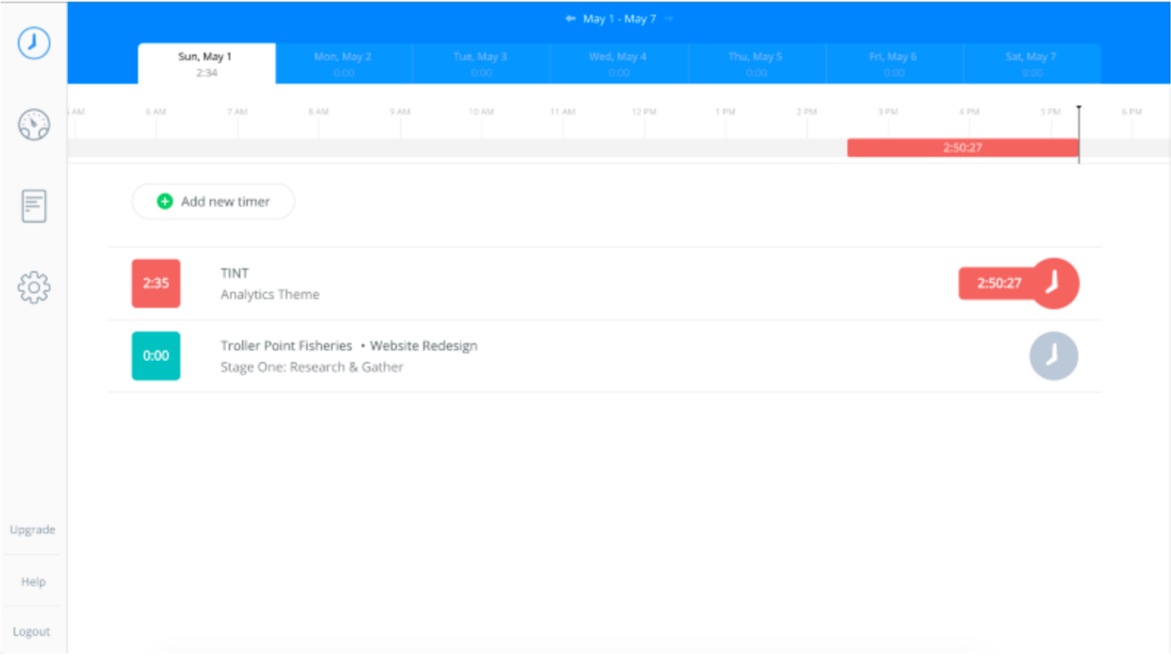 May 1 - May 7
Sun, May 1
2:34
Mon, May 2
0:00
Tue, May 3
0:00
Wed, May 4
0:00
Thu, May 5
0:00
Fri, May 6
0:00
Sat, May 7
0:00
AM 6 AM 7 AM 8 AM 9 AM 10 AM 11 AM 12 PM 1 PM 2 PM 3 PM 4 PM 5 PM 6 PM
2:50:27
Add new timer
2:35
TINT
Analytics Theme
2:50:27
0:00
Troller Point Fisheries • Website Redesign
Stage One: Research & Gather
Upgrade
Help
Logout